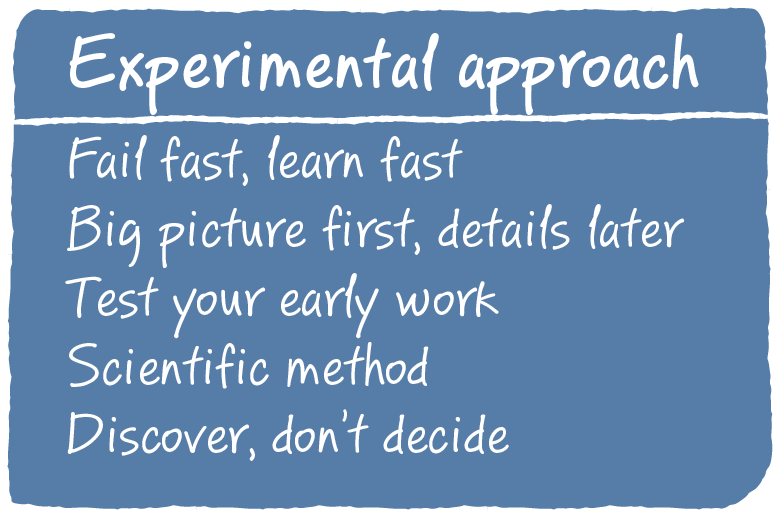 Experimental approach
Fail fast, learn fast
Big picture first, details later
Test your early work
Scientific method
Discover, don't decide